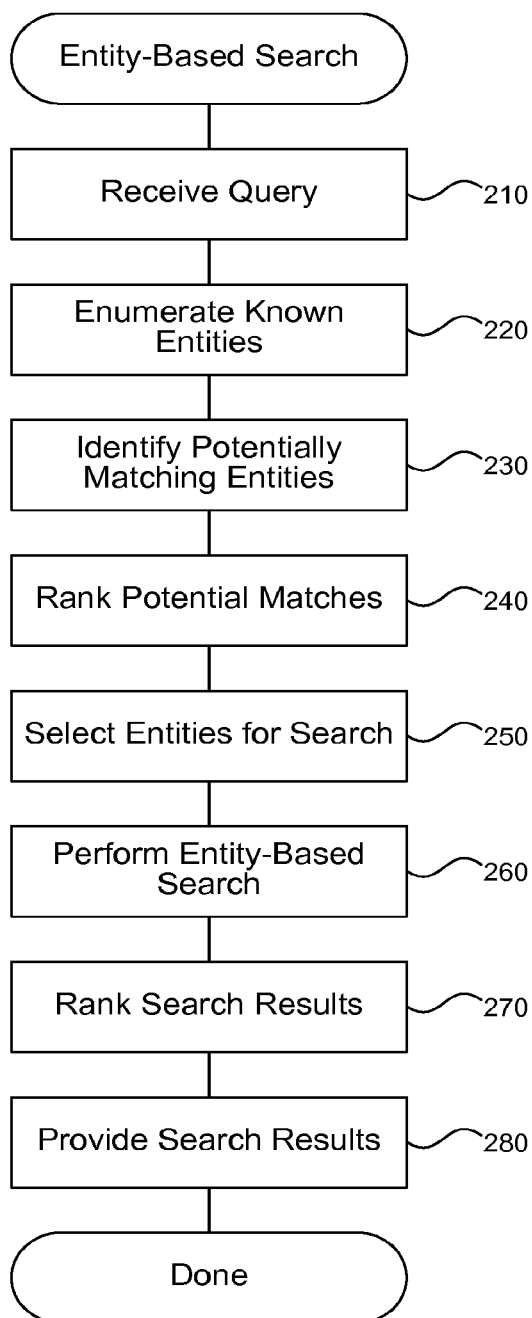 Entity-Based Search
Receive Query
210
Enumerate Known
Entities
220
Identify Potentially
Matching Entities
230
Rank Potential Matches
240
Select Entities for Search
250
Perform Entity-Based
Search
260
Rank Search Results
270
Provide Search Results
280
Done